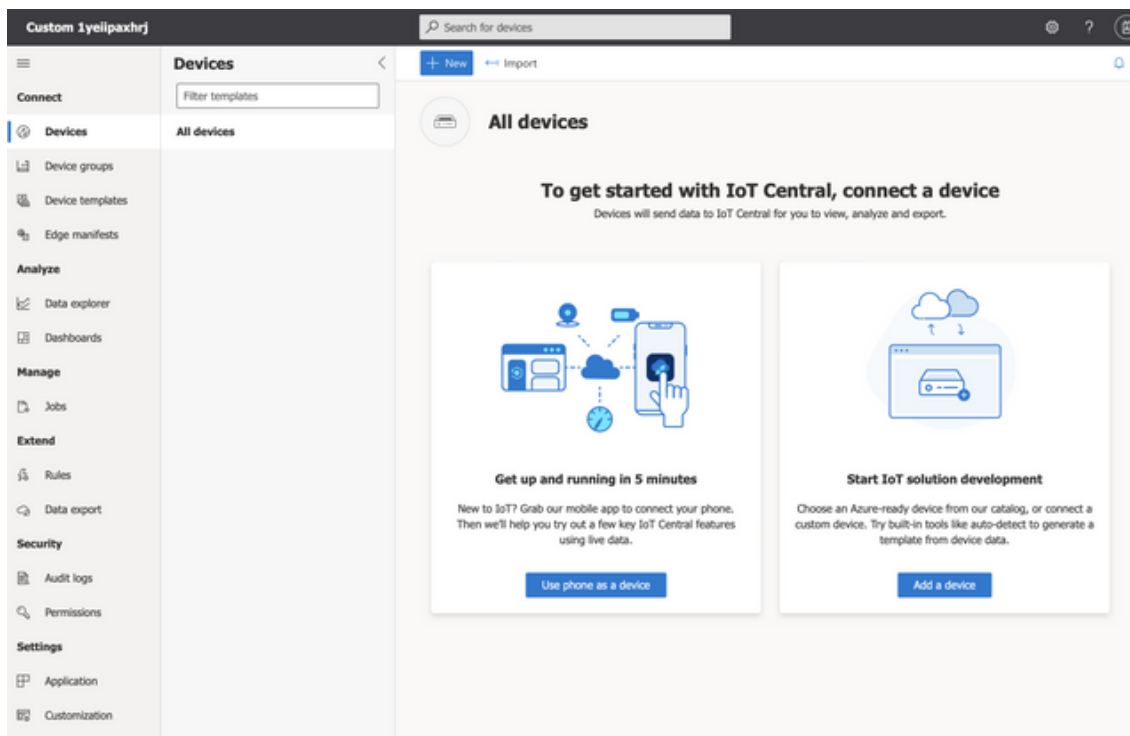 Custom 1yeiipaxhrj
Search for devices
?
Connect
Devices
Device groups
Device templates
Edge manifests
Analyze
Data explorer
Dashboards
Manage
Jobs
Extend
Rules
Data export
Security
Audit logs
Permissions
Settings
Application
Customization
Devices
Filter templates
All devices
+ New
Import
All devices
To get started with IoT Central, connect a device
Devices will send data to IoT Central for you to view, analyze and export.
Get up and running in 5 minutes
New to IoT? Grab our mobile app to connect your phone.
Then we'll help you try out a few key IoT Central features
using live data.
Use phone as a device
Start IoT solution development
Choose an Azure-ready device from our catalog, or connect a
custom device. Try built-in tools like auto-detect to generate a
template from device data.
Add a device